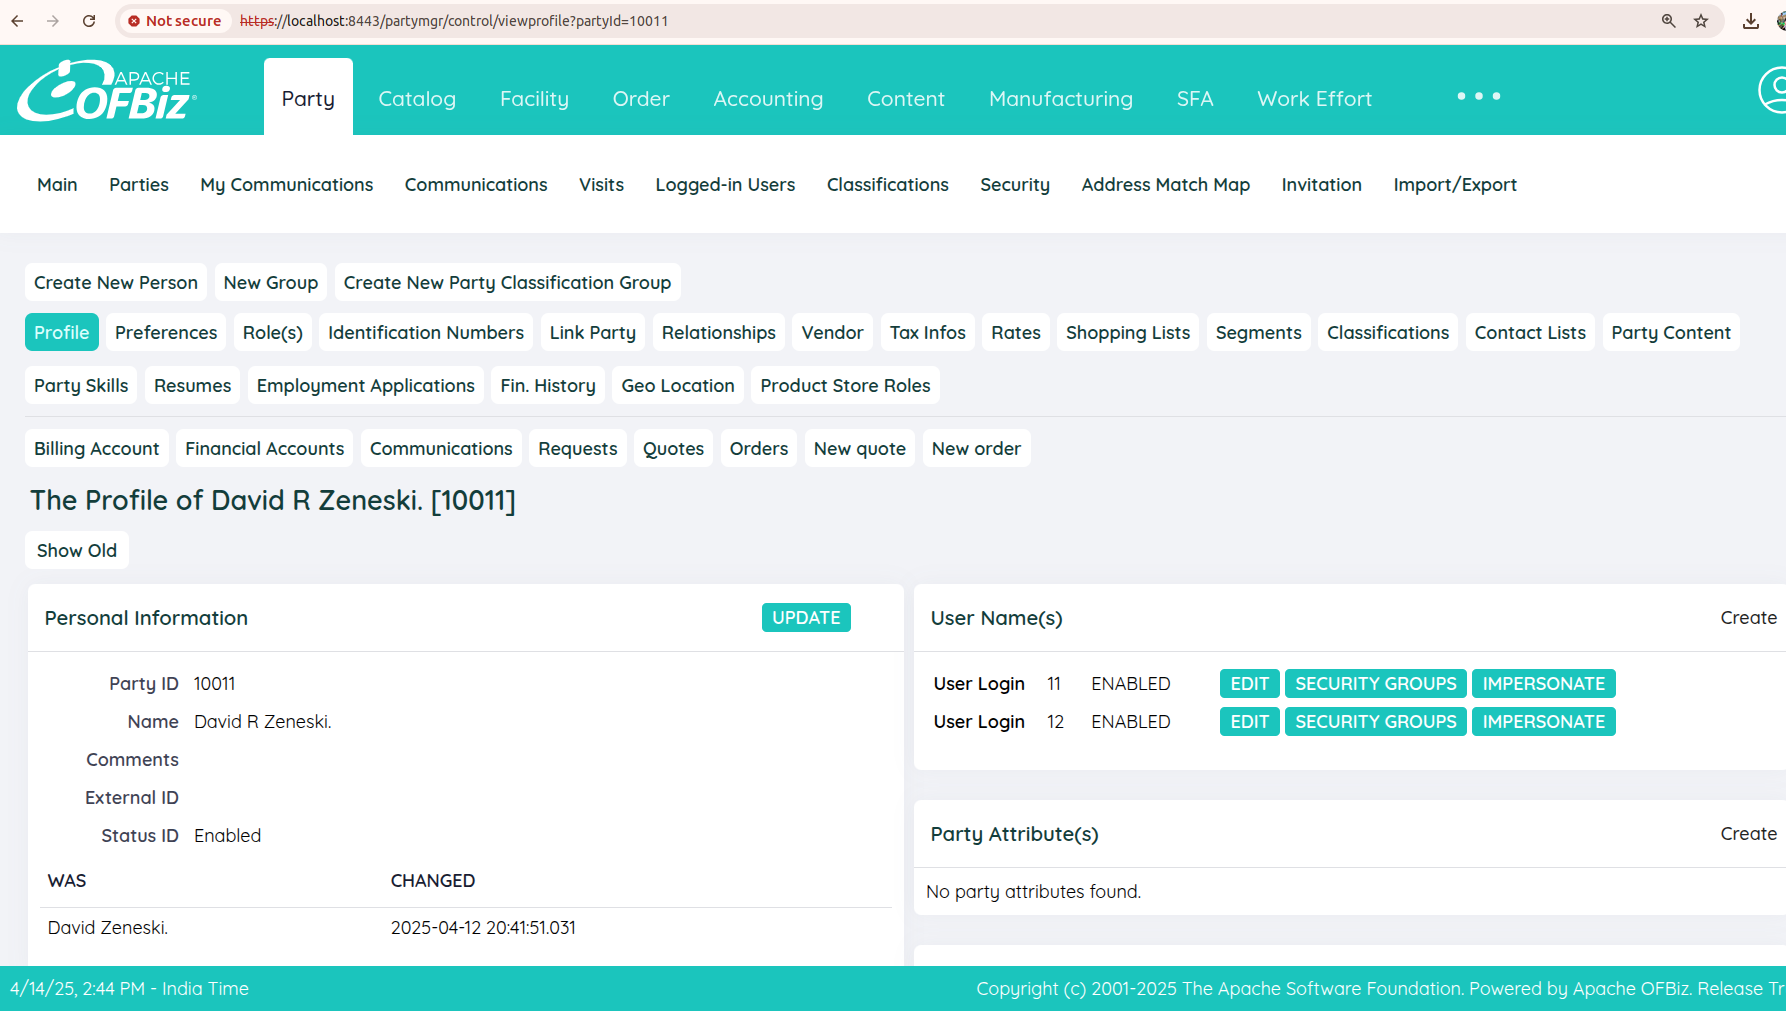 Not secure https://localhost:8443/partymgr/control/viewprofile?partyId=10011
APACHE
OFBiz
Party Catalog Facility Order Accounting Content Manufacturing SFA Work Effort
Main Parties My Communications Communications Visits Logged-in Users Classifications Security Address Match Map Invitation Import/Export
Create New Person New Group Create New Party Classification Group
Profile Preferences Role(s) Identification Numbers Link Party Relationships Vendor Tax Infos Rates Shopping Lists Segments Classifications Contact Lists Party Content
Party Skills Resumes Employment Applications Fin. History Geo Location Product Store Roles
Billing Account Financial Accounts Communications Requests Quotes Orders New quote New order
The Profile of David R Zeneski. [10011]
Show Old
Personal Information UPDATE
Party ID 10011
Name David R Zeneski.
Comments
External ID
Status ID Enabled
WAS CHANGED
David Zeneski. 2025-04-12 20:41:51.031
User Name(s) Create
User Login 11 ENABLED EDIT SECURITY GROUPS IMPERSONATE
User Login 12 ENABLED EDIT SECURITY GROUPS IMPERSONATE
Party Attribute(s) Create
No party attributes found.
4/14/25, 2:44 PM - India Time
Copyright (c) 2001-2025 The Apache Software Foundation. Powered by Apache OFBiz. Release Tr